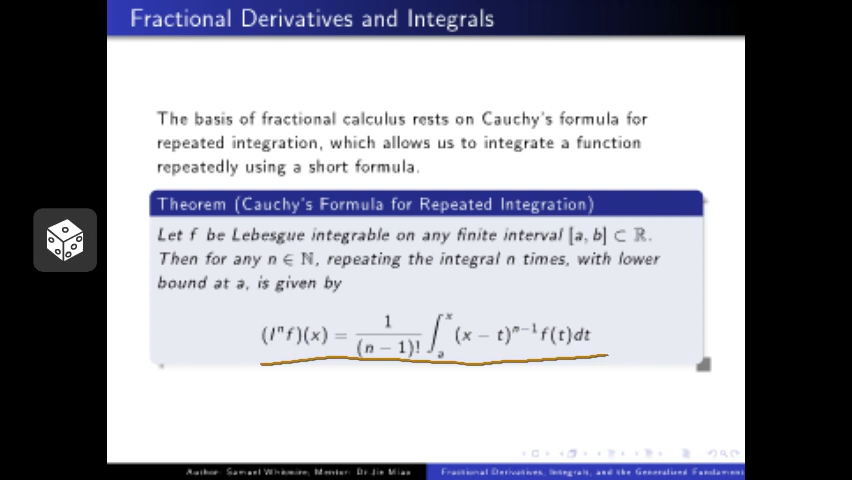 Fractional Derivatives and Integrals
The basis of fractional calculus rests on Cauchy's formula for
repeated integration, which allows us to integrate a function
repeatedly using a short formula.
Theorem (Cauchy's Formula for Repeated Integration)
Let f be Lebesgue integrable on any finite interval [a, b] ⊂ ℝ.
Then for any n ∈ ℕ, repeating the integral n times, with lower
bound at a, is given by
(Iⁿf)(x) = 1/(n − 1)! ∫ₐˣ (x − t)ⁿ⁻¹ f(t)dt
Author: Samuel Whitmire, Mentor: Dr Jie Miao Fractional Derivatives, Integrals, and the Generalized Fundamen